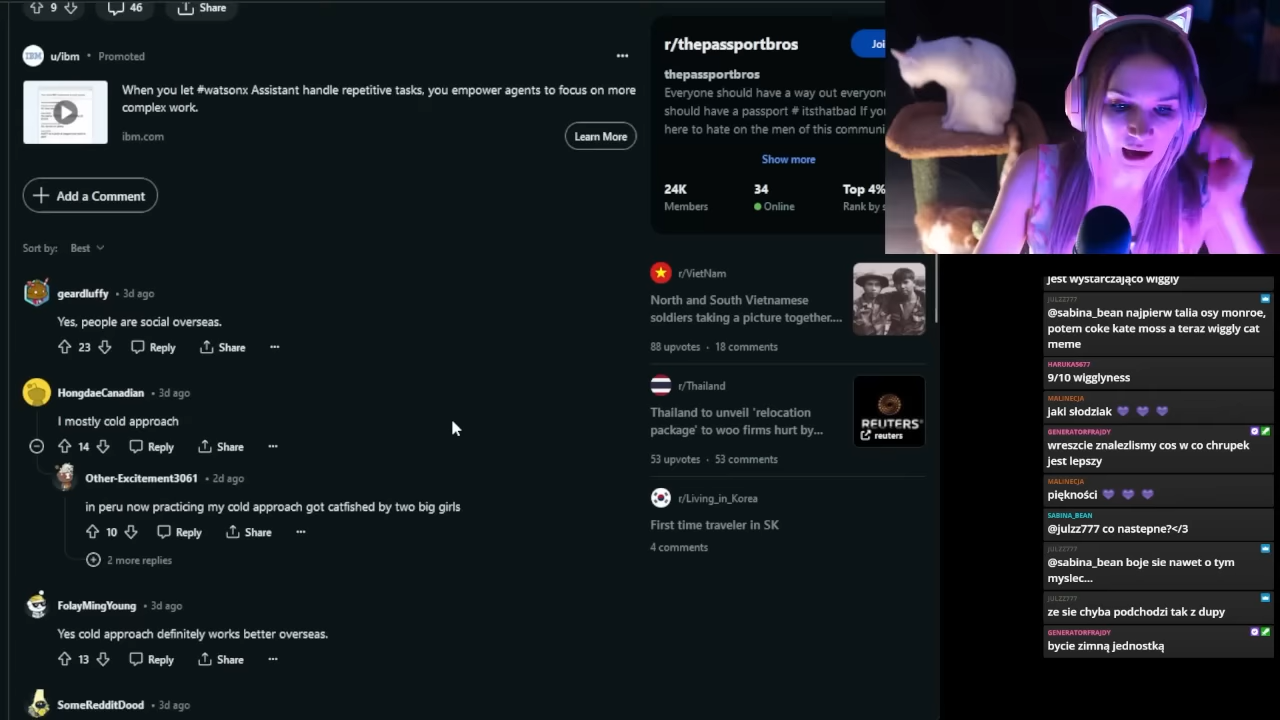 9
46
Share
IBM
u/ibm • Promoted
When you let #watsonx Assistant handle repetitive tasks, you empower agents to focus on more
complex work.
ibm.com
Learn More
Add a Comment
Sort by: Best
geardluffy • 3d ago
Yes, people are social overseas.
23
Reply
Share
HongdaeCanadian • 3d ago
I mostly cold approach
14
Reply
Share
Other-Excitement3061 • 2d ago
in peru now practicing my cold approach got catfished by two big girls
10
Reply
Share
2 more replies
FolayMingYoung • 3d ago
Yes cold approach definitely works better overseas.
13
Reply
Share
SomeRedditDood • 3d ago
r/thepassportbros
Joi
thepassportbros
Everyone should have a way out everyone
should have a passport # itsthatbad If you
here to hate on the men of this communi
Show more
24K
Members
34
Online
Top 4%
Rank by s
r/VietNam
North and South Vietnamese
soldiers taking a picture together....
88 upvotes • 18 comments
r/Thailand
Thailand to unveil 'relocation
package' to woo firms hurt by...
REUTERS
reuters
53 upvotes • 53 comments
r/Living_in_Korea
First time traveler in SK
4 comments
jest wystarczająco wiggly
JULZZ777
@sabina_bean najpierw talia osy monroe,
potem coke kate moss a teraz wiggly cat
meme
HARUKA5677
9/10 wigglyness
MALINECJA
jaki słodziak 💜 💜 💜
GENERATORFRAJDY
wreszcie znalezlismy cos w co chrupek
jest lepszy
MALINECJA
piękności 💜 💜 💜
SABINA_BEAN
@julzz777 co nastepne?</3
JULZZ777
@sabina_bean boje sie nawet o tym
mysiec...
JULZZ777
ze sie chyba podchodzi tak z dupy
GENERATORFRAJDY
bycie zimną jednostką